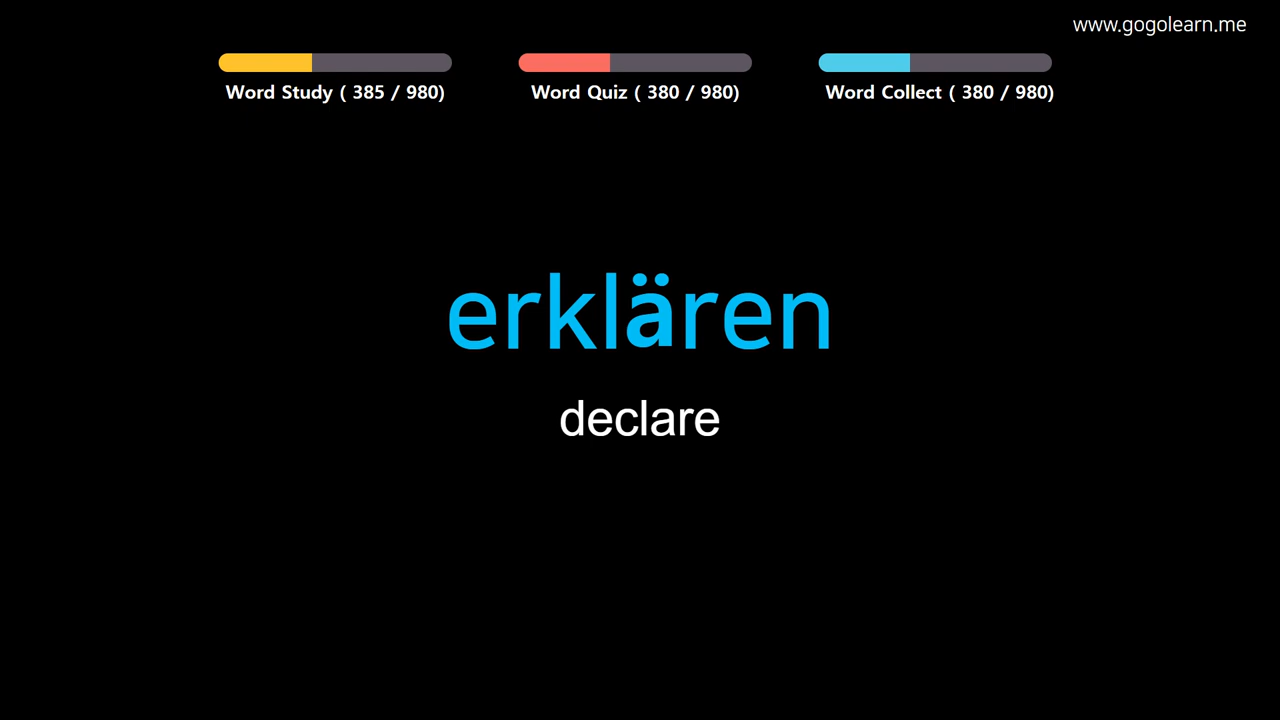 www.gogolearn.me
Word Study ( 385 / 980)
Word Quiz ( 380 / 980)
Word Collect ( 380 / 980)
erklären
declare